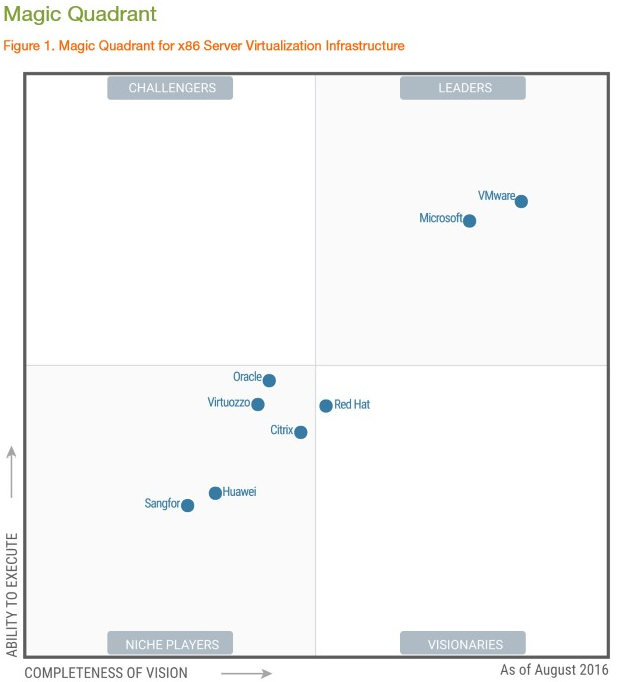 Magic Quadrant
Figure 1. Magic Quadrant for x86 Server Virtualization Infrastructure
CHALLENGERS
LEADERS
VMware
Microsoft
Oracle
Virtuozzo
Red Hat
Citrix
Huawei
Sangfor
NICHE PLAYERS
VISIONARIES
ABILITY TO EXECUTE
COMPLETENESS OF VISION
As of August 2016